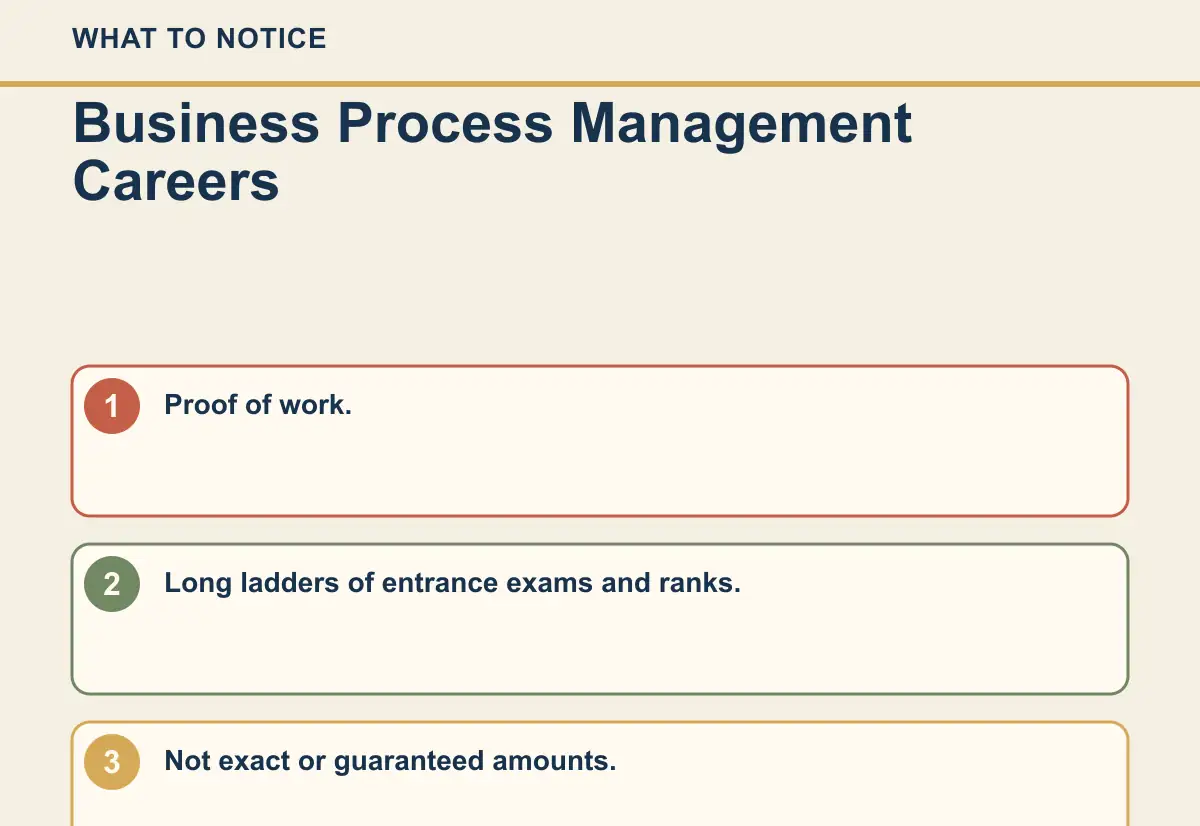 WHAT TO NOTICE
Business Process Management
Careers
1
Proof of work.
2
Long ladders of entrance exams and ranks.
3
Not exact or guaranteed amounts.